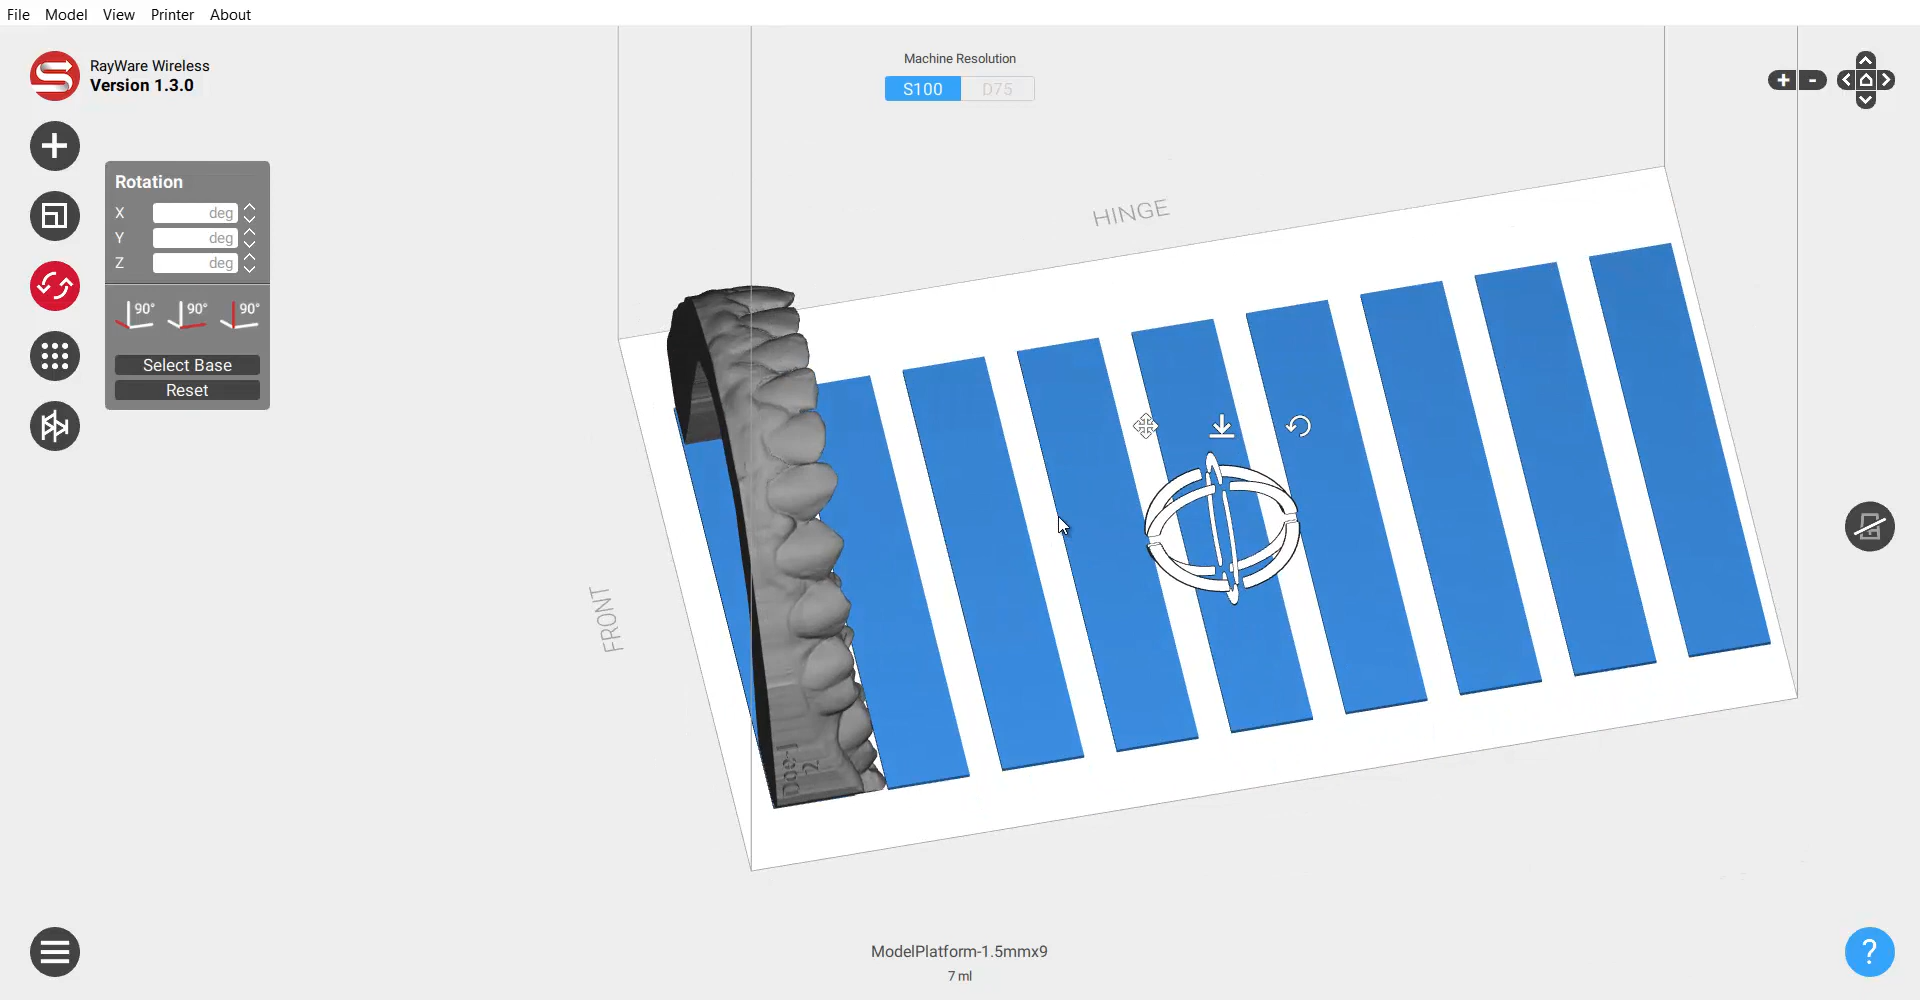 File Model View Printer About
RayWare Wireless
Version 1.3.0
Machine Resolution
S100 D75
Rotation
X deg
Y deg
Z deg
90° 90° 90°
Select Base
Reset
HINGE
FRONT
ModelPlatform-1.5mmx9
7 ml